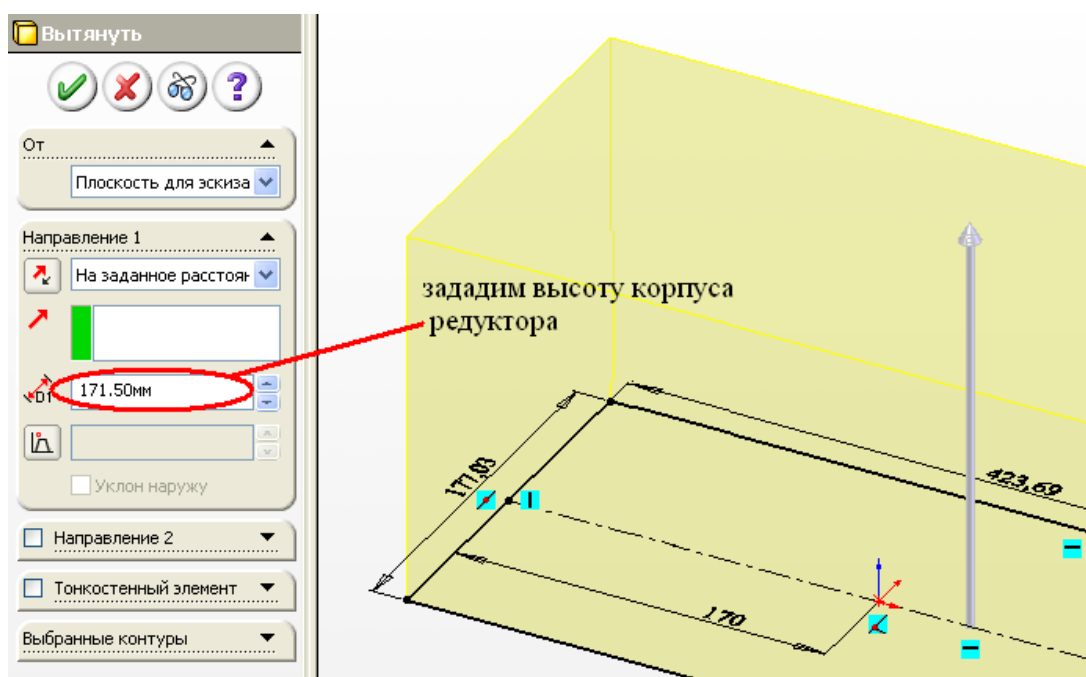 Вытянуть
От
Плоскость для эскиза
Направление 1
На заданное расстоян
D1
171.50мм
Уклон наружу
Направление 2
Тонкостенный элемент
Выбранные контуры
зададим высоту корпуса
редуктора
177,03
423,69
170